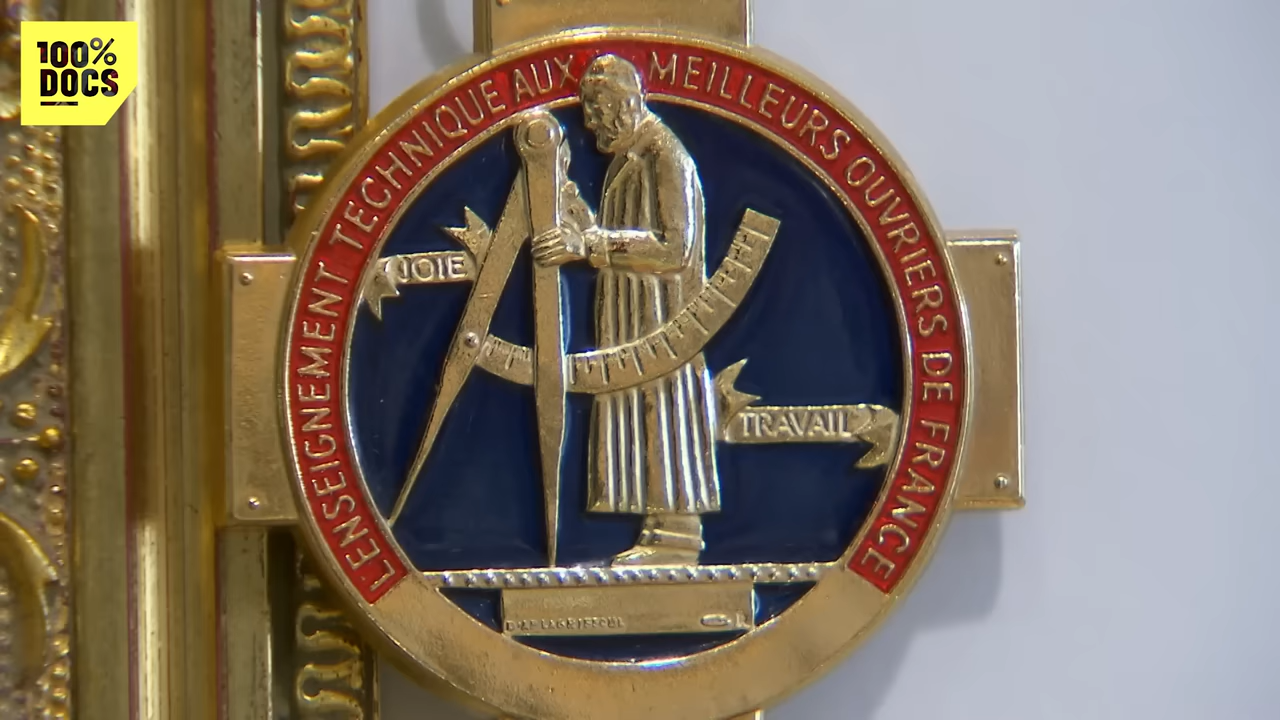 100%
DOCS
L'ENSEIGNEMENT TECHNIQUE AUX MEILLEURS OUVRIERS DE FRANCE
JOIE
TRAVAIL